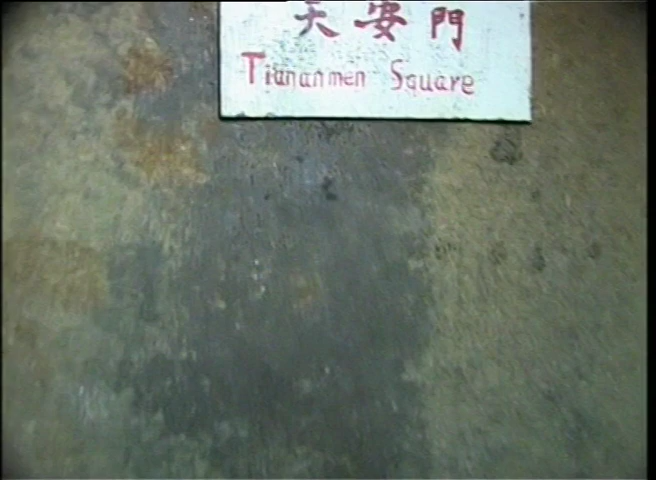 天安門
Tiananmen Square